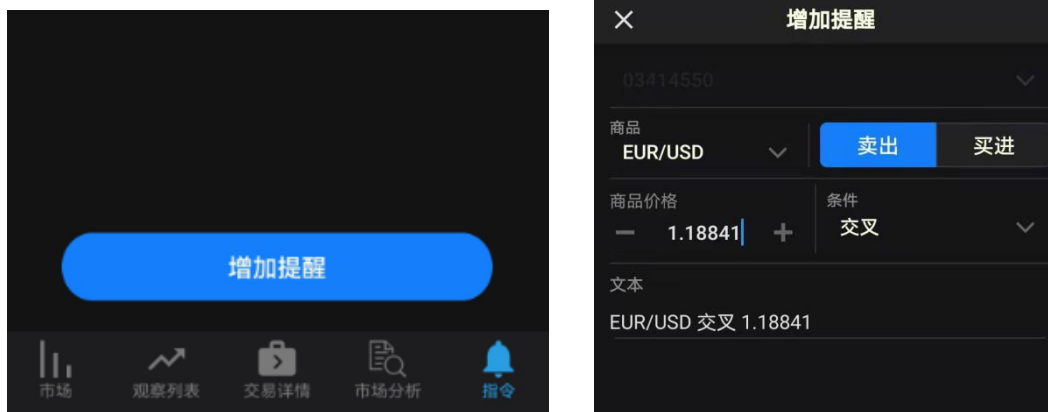 增加提醒
市场
观察列表
交易详情
市场分析
指令
增加提醒
03414550
商品
EUR/USD
卖出
买进
商品价格
条件
1.18841
交叉
文本
EUR/USD 交叉 1.18841